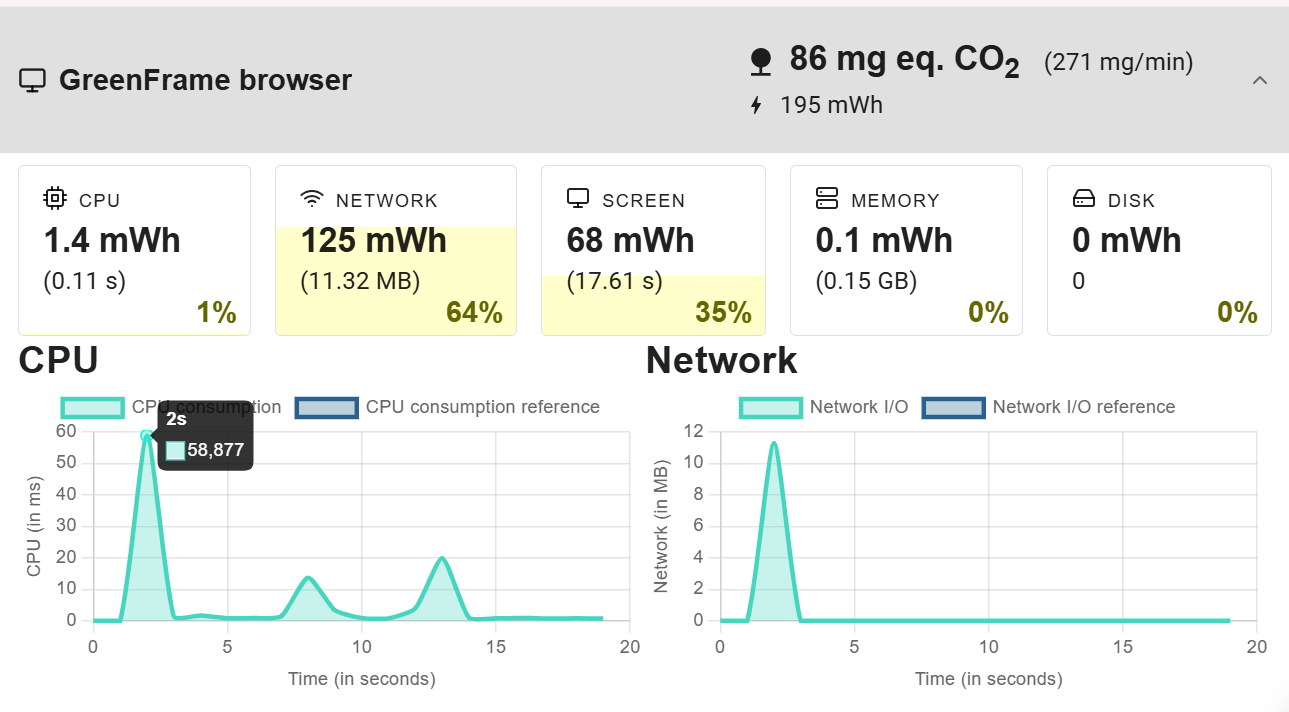 GreenFrame browser
86 mg eq. CO2 (271 mg/min)
195 mWh
CPU
1.4 mWh
(0.11 s)
1%
NETWORK
125 mWh
(11.32 MB)
64%
SCREEN
68 mWh
(17.61 s)
35%
MEMORY
0.1 mWh
(0.15 GB)
0%
DISK
0 mWh
0
0%
CPU
CPU consumption
CPU consumption reference
2s
58,877
60
50
40
30
20
10
0
CPU (in ms)
0 5 10 15 20
Time (in seconds)
Network
Network I/O
Network I/O reference
12
10
8
6
4
2
0
Network (in MB)
0 5 10 15 20
Time (in seconds)